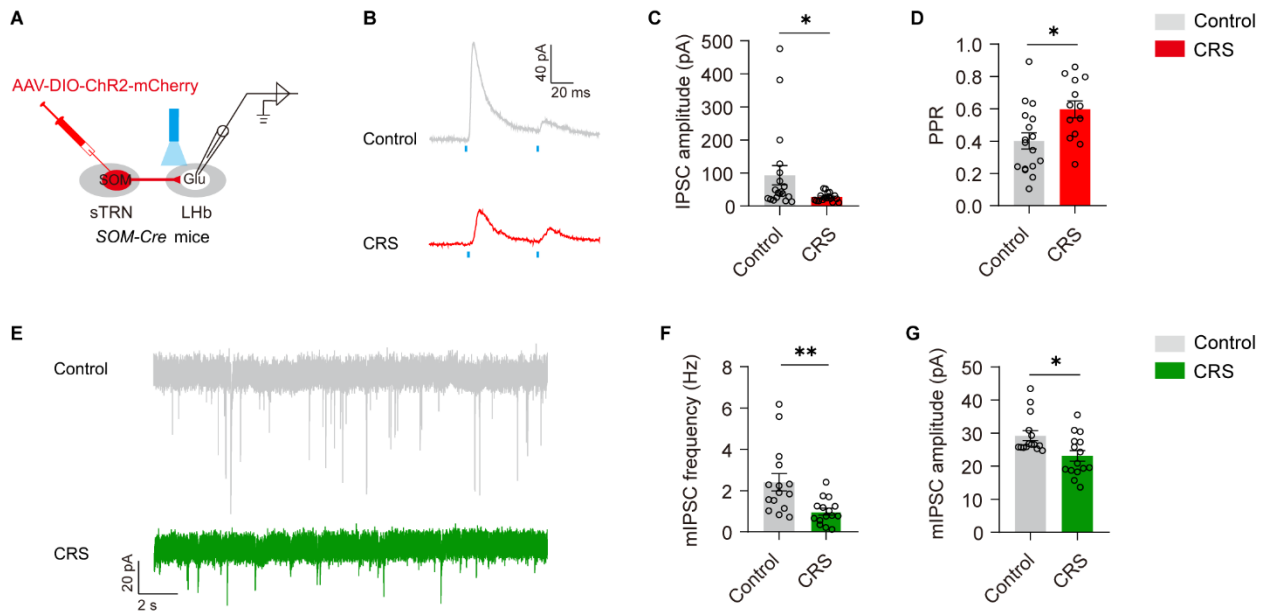 A
AAV-DIO-ChR2-mCherry
SOM
Glu
sTRN
LHb
SOM-Cre mice
B
Control
CRS
40 pA
20 ms
C
IPSC amplitude (pA)
500
400
300
200
100
0
*
Control
CRS
D
PPR
1.0
0.8
0.6
0.4
0.2
0.0
*
Control
CRS
Control
CRS
E
Control
CRS
20 pA
2 s
F
mIPSC frequency (Hz)
8
6
4
2
0
**
Control
CRS
G
mIPSC amplitude (pA)
50
40
30
20
10
0
*
Control
CRS
Control
CRS